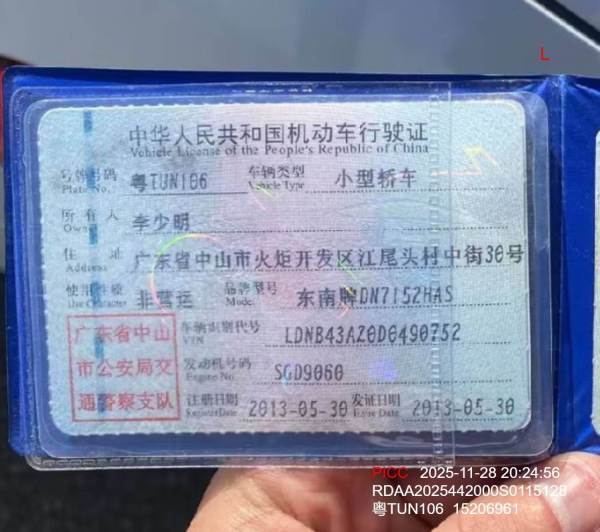 L
中华人民共和国机动车行驶证
Vehicle License of the People's Republic of China
号牌号码 粤TUN106 车辆类型 小型轿车
Plate No. Vehicle Type
所有人 李少明
Owner
住址 广东省中山市火炬开发区江尾头村中街30号
Address
使用性质 非营运 品牌型号 东南牌DN7152HAS
Use Character Model
广东省中山 车辆识别代号 LDNB43AZ0D0490752
VIN
市公安局交 发动机号码 SGD9060
Engine No.
通警察支队 注册日期 2013-05-30 发证日期 2013-05-30
Register Date Issue Date
PICC 2025-11-28 20:24:56
RDAA2025442000S0115128
粤TUN106 15206961